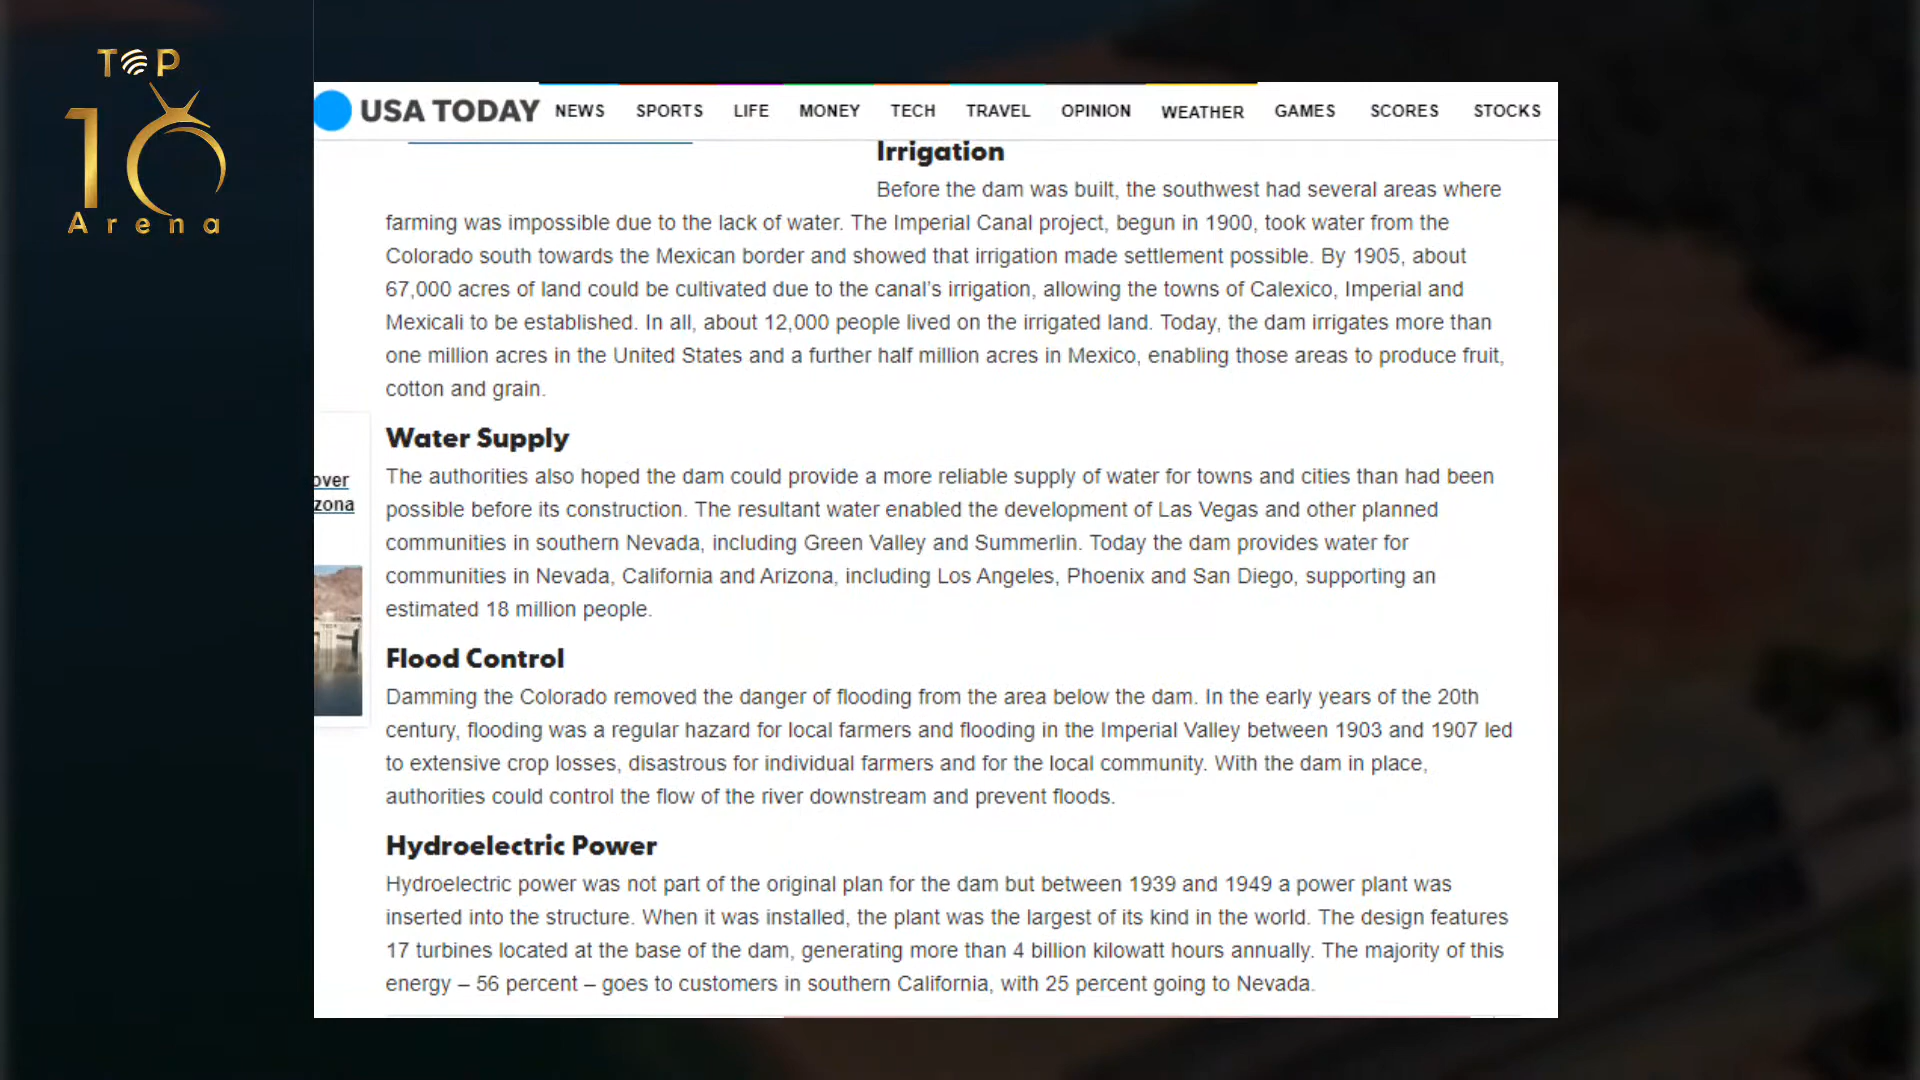 TOP
10
Arena
USA TODAY NEWS SPORTS LIFE MONEY TECH TRAVEL OPINION WEATHER GAMES SCORES STOCKS
Irrigation
Before the dam was built, the southwest had several areas where
farming was impossible due to the lack of water. The Imperial Canal project, begun in 1900, took water from the
Colorado south towards the Mexican border and showed that irrigation made settlement possible. By 1905, about
67,000 acres of land could be cultivated due to the canal's irrigation, allowing the towns of Calexico, Imperial and
Mexicali to be established. In all, about 12,000 people lived on the irrigated land. Today, the dam irrigates more than
one million acres in the United States and a further half million acres in Mexico, enabling those areas to produce fruit,
cotton and grain.
Water Supply
The authorities also hoped the dam could provide a more reliable supply of water for towns and cities than had been
possible before its construction. The resultant water enabled the development of Las Vegas and other planned
communities in southern Nevada, including Green Valley and Summerlin. Today the dam provides water for
communities in Nevada, California and Arizona, including Los Angeles, Phoenix and San Diego, supporting an
estimated 18 million people.
over
zona
Flood Control
Damming the Colorado removed the danger of flooding from the area below the dam. In the early years of the 20th
century, flooding was a regular hazard for local farmers and flooding in the Imperial Valley between 1903 and 1907 led
to extensive crop losses, disastrous for individual farmers and for the local community. With the dam in place,
authorities could control the flow of the river downstream and prevent floods.
Hydroelectric Power
Hydroelectric power was not part of the original plan for the dam but between 1939 and 1949 a power plant was
inserted into the structure. When it was installed, the plant was the largest of its kind in the world. The design features
17 turbines located at the base of the dam, generating more than 4 billion kilowatt hours annually. The majority of this
energy – 56 percent – goes to customers in southern California, with 25 percent going to Nevada.